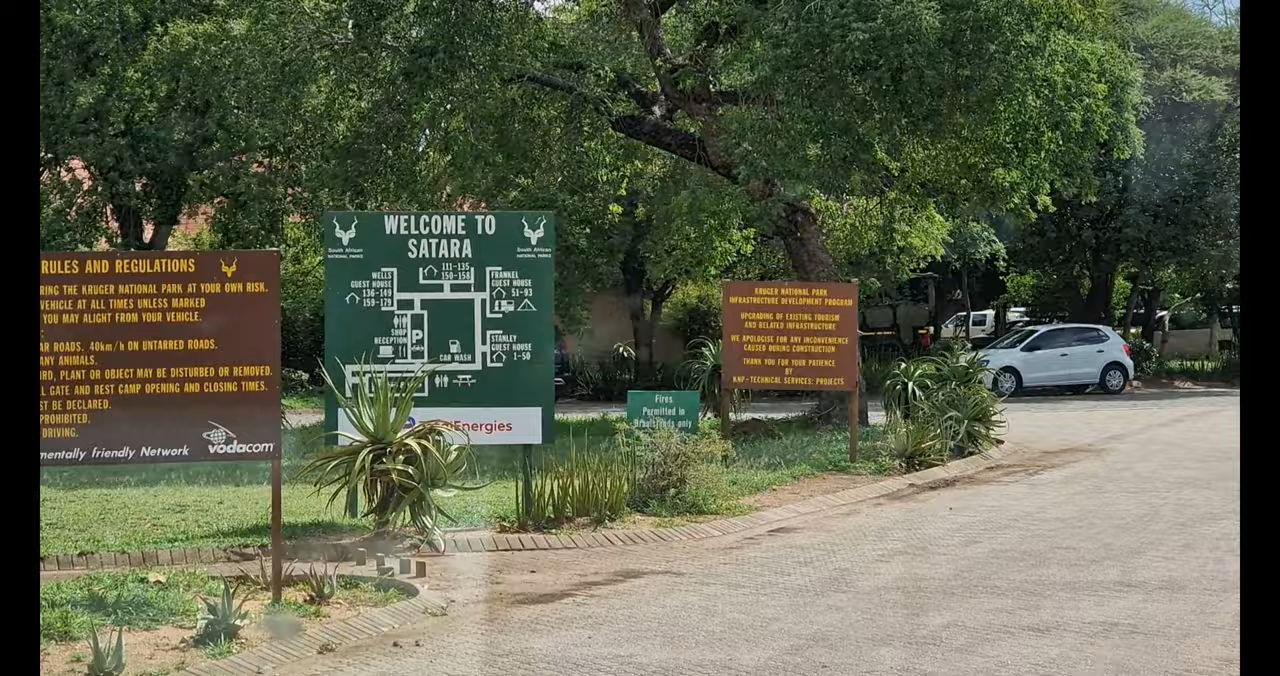 RULES AND REGULATIONS
RING THE KRUGER NATIONAL PARK AT YOUR OWN RISK.
VEHICLE AT ALL TIMES UNLESS MARKED
YOU MAY ALIGHT FROM YOUR VEHICLE.
AR ROADS. 40km/h ON UNTARRED ROADS.
ANY ANIMALS.
RD, PLANT OR OBJECT MAY BE DISTURBED OR REMOVED.
L GATE AND REST CAMP OPENING AND CLOSING TIMES.
ST BE DECLARED.
PROHIBITED.
DRIVING.
mentally friendly Network
vodacom
WELCOME TO
SATARA
South African
NATIONAL PARKS
South African
NATIONAL PARKS
WELLS
GUEST HOUSE
136-149
159-179
111-135
150-158
FRANKEL
GUEST HOUSE
51-93
SHOP
RECEPTION
P
CAR WASH
STANLEY
GUEST HOUSE
1-50
Energies
Fires
Permitted in
only
KRUGER NATIONAL PARK
INFRASTRUCTURE DEVELOPMENT PROGRAM
UPGRADING OF EXISTING TOURISM
AND RELATED INFRASTRUCTURE
WE APOLOGISE FOR ANY INCONVENIENCE
CAUSED DURING CONSTRUCTION
THANK YOU FOR YOUR PATIENCE
BY
KNP-TECHNICAL SERVICES: PROJECTS